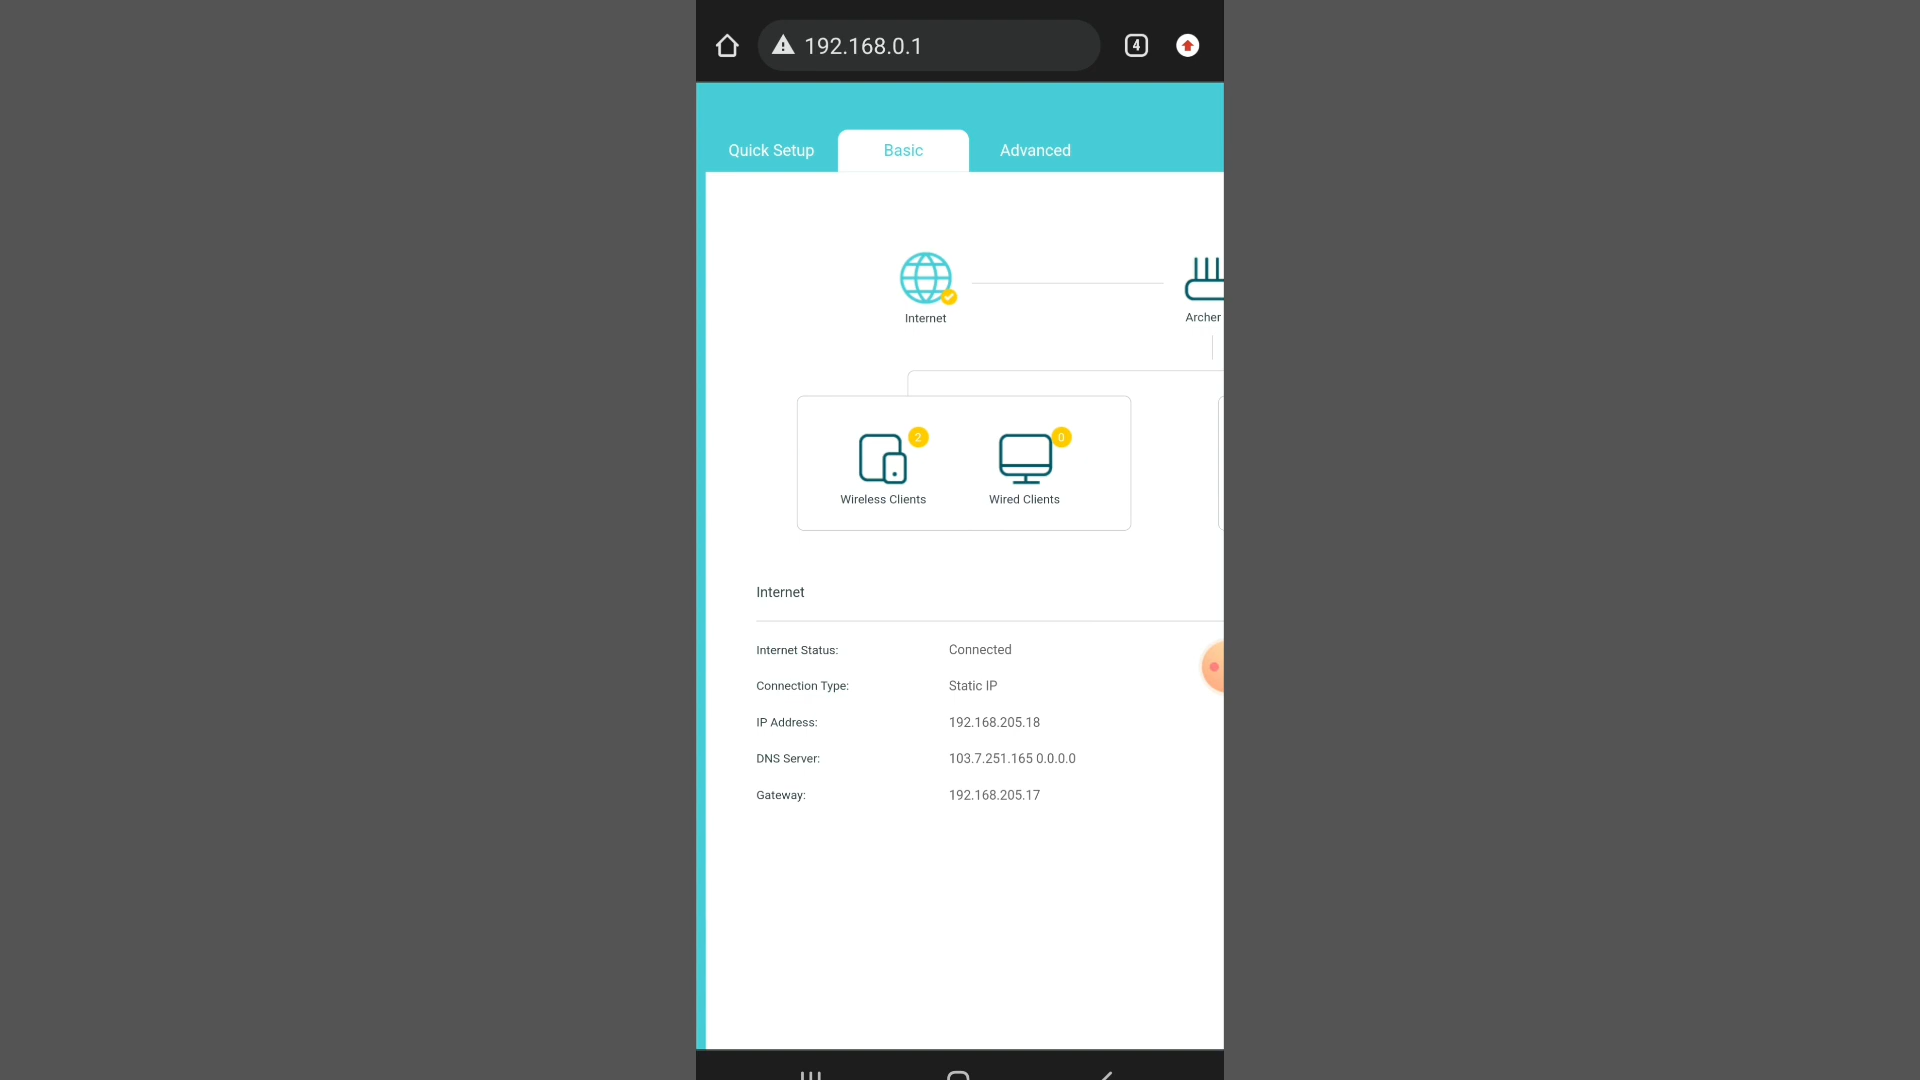 192.168.0.1
4
Quick Setup
Basic
Advanced
Internet
Archer
2
0
Wireless Clients
Wired Clients
Internet
Internet Status: Connected
Connection Type: Static IP
IP Address: 192.168.205.18
DNS Server: 103.7.251.165 0.0.0.0
Gateway: 192.168.205.17